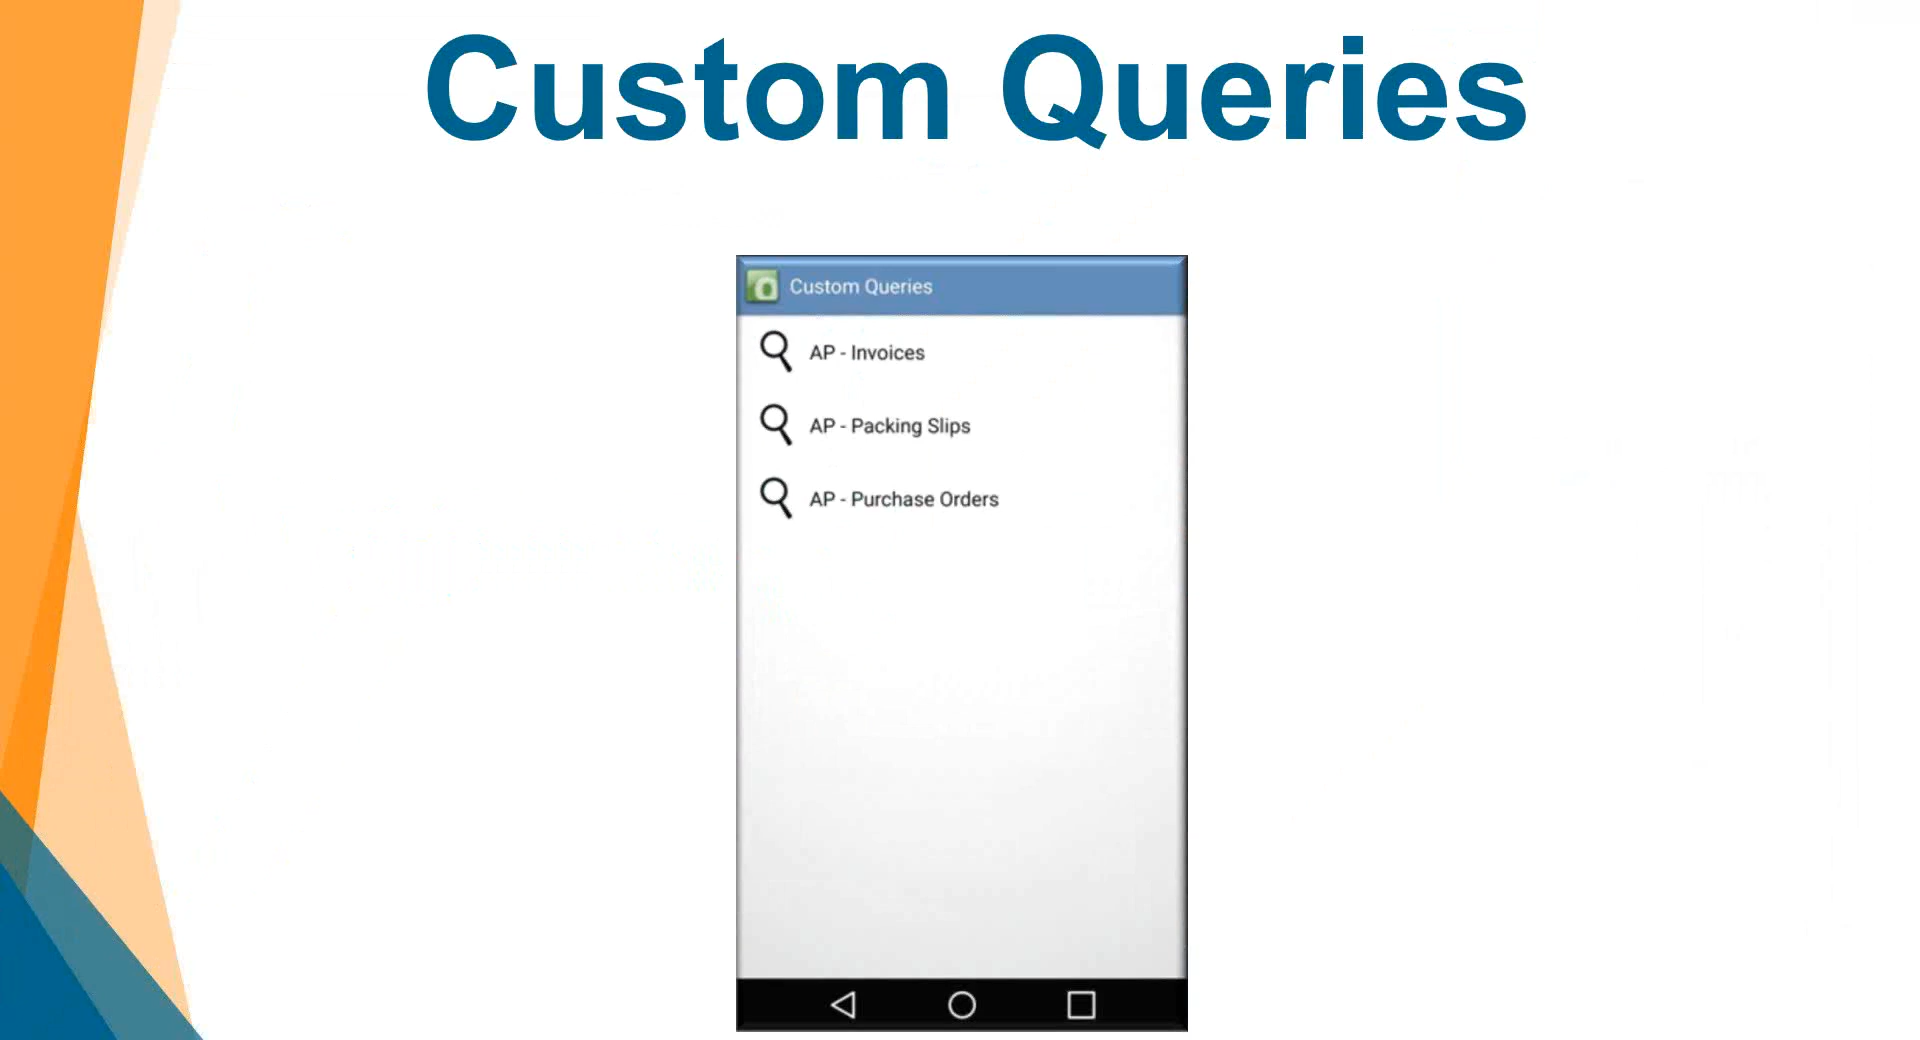 Custom Queries
Custom Queries
AP - Invoices
AP - Packing Slips
AP - Purchase Orders